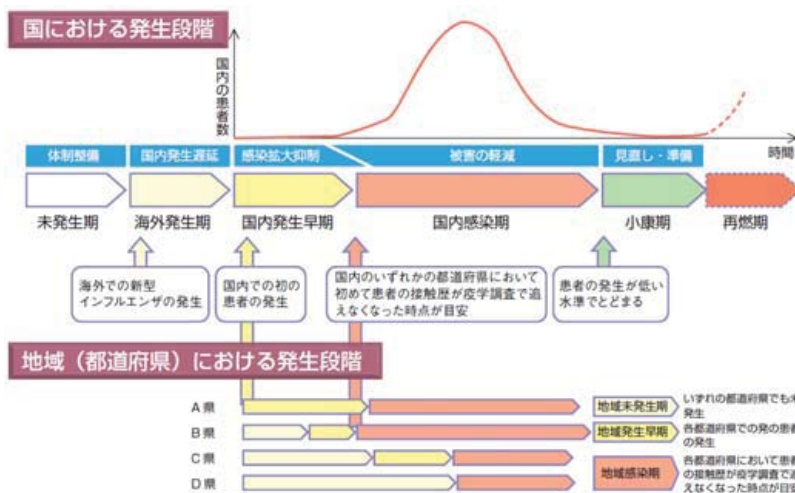 国における発生段階
国内の患者数
時間
体制整備
国内発生遅延
感染拡大抑制
被害の軽減
見直し・準備
未発生期
海外発生期
国内発生早期
国内感染期
小康期
再燃期
海外での新型
インフルエンザの発生
国内での初の
患者の発生
国内のいずれかの都道府県において
初めて患者の接触歴が疫学調査で追
えなくなった時点が目安
患者の発生が低い
水準でとどまる
地域（都道府県）における発生段階
A県
B県
C県
D県
地域未発生期
いずれの都道府県でも未
発生
地域発生早期
各都道府県での発の患者
の発生
地域感染期
各都道府県において患者
の接触歴が疫学調査で追
えなくなった時点が目安